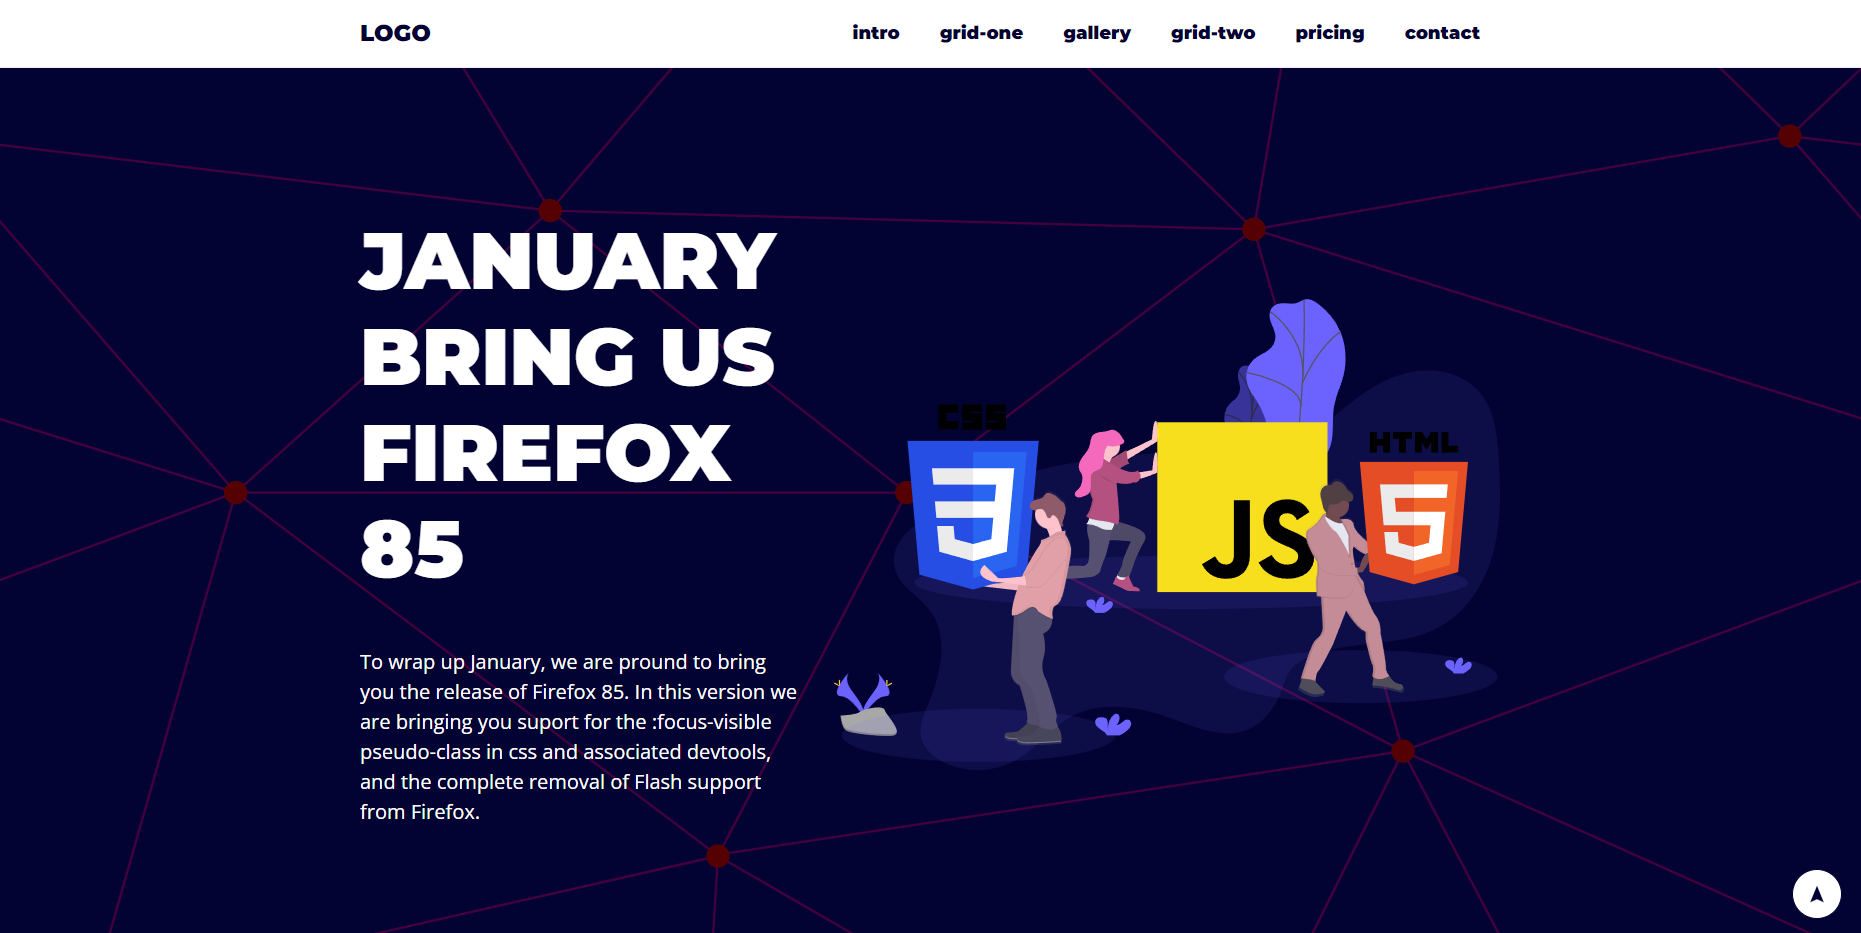 LOGO
intro grid-one gallery grid-two pricing contact
JANUARY
BRING US
FIREFOX
85
To wrap up January, we are pround to bring
you the release of Firefox 85. In this version we
are bringing you suport for the :focus-visible
pseudo-class in css and associated devtools,
and the complete removal of Flash support
from Firefox.
CSS
JS
HTML
5